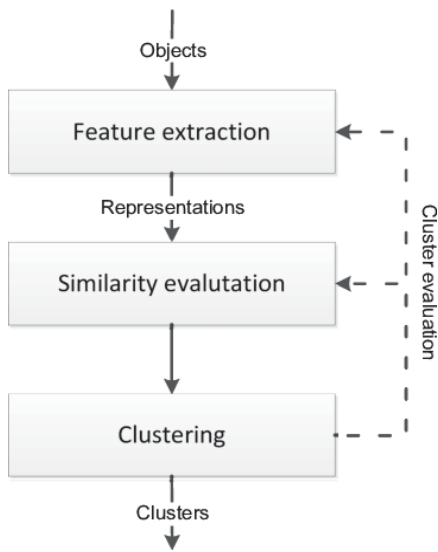 Objects
Feature extraction
Representations
Similarity evalutation
Clustering
Clusters
Cluster evaluation